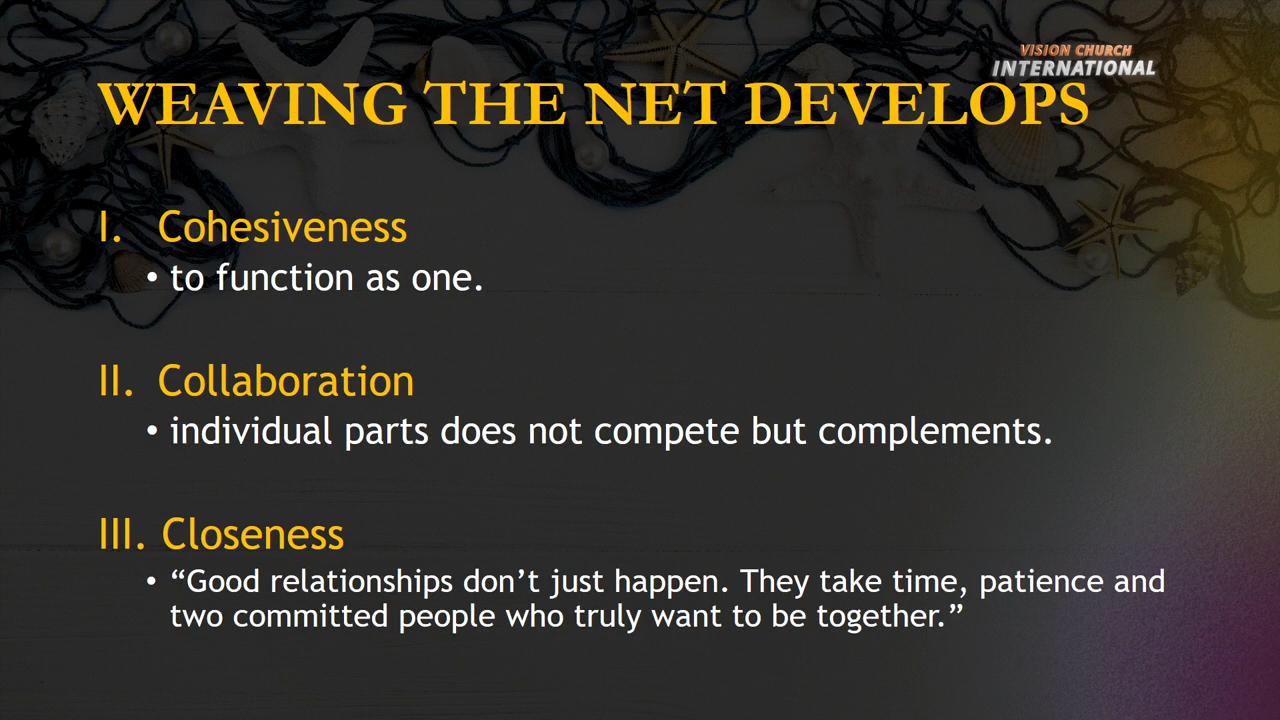 VISION CHURCH
INTERNATIONAL
WEAVING THE NET DEVELOPS
I. Cohesiveness
• to function as one.
II. Collaboration
• individual parts does not compete but complements.
III. Closeness
• “Good relationships don’t just happen. They take time, patience and
two committed people who truly want to be together.”